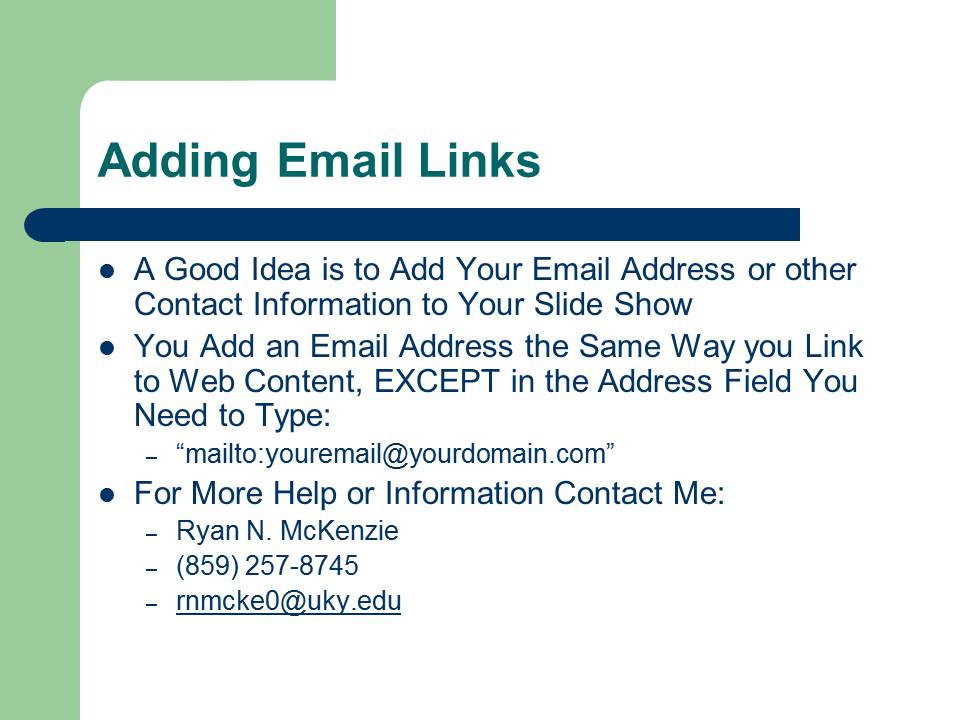 Adding Email Links
● A Good Idea is to Add Your Email Address or other
Contact Information to Your Slide Show
● You Add an Email Address the Same Way you Link
to Web Content, EXCEPT in the Address Field You
Need to Type:
– “mailto:youremail@yourdomain.com”
● For More Help or Information Contact Me:
– Ryan N. McKenzie
– (859) 257-8745
– rnmcke0@uky.edu